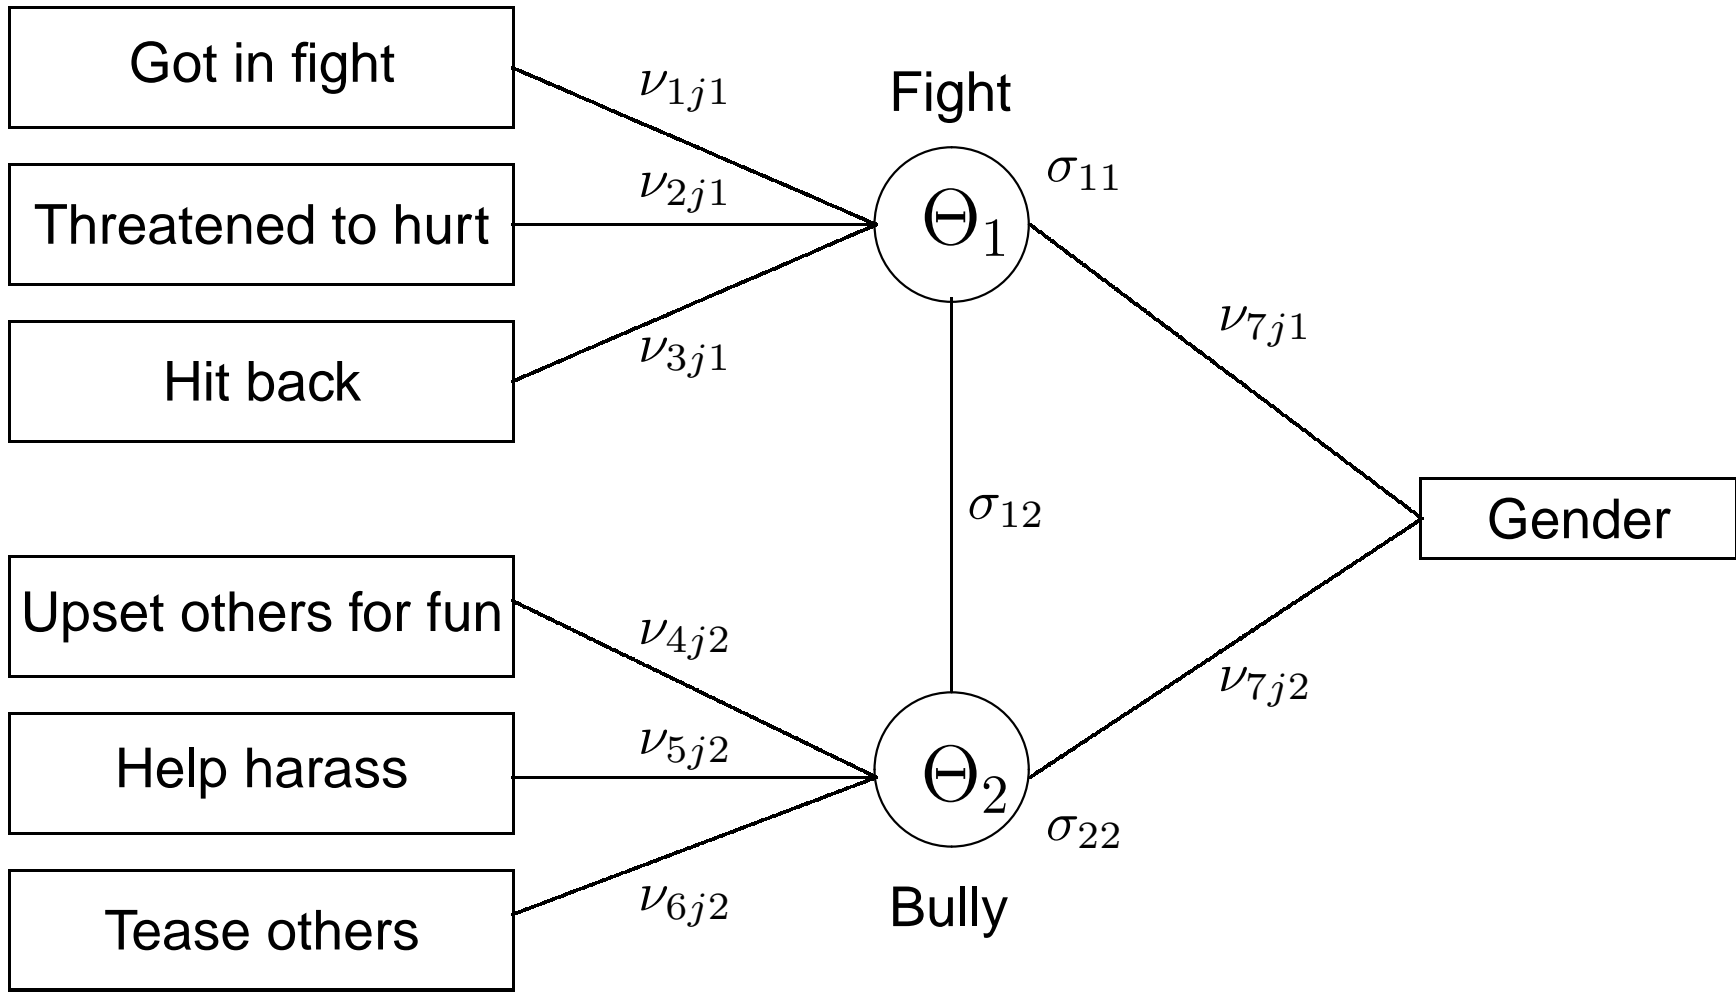 Got in fight
Threatened to hurt
Hit back
Upset others for fun
Help harass
Tease others
ν1j1
ν2j1
ν3j1
ν4j2
ν5j2
ν6j2
Fight
Θ1
σ11
σ12
Θ2
σ22
Bully
ν7j1
ν7j2
Gender